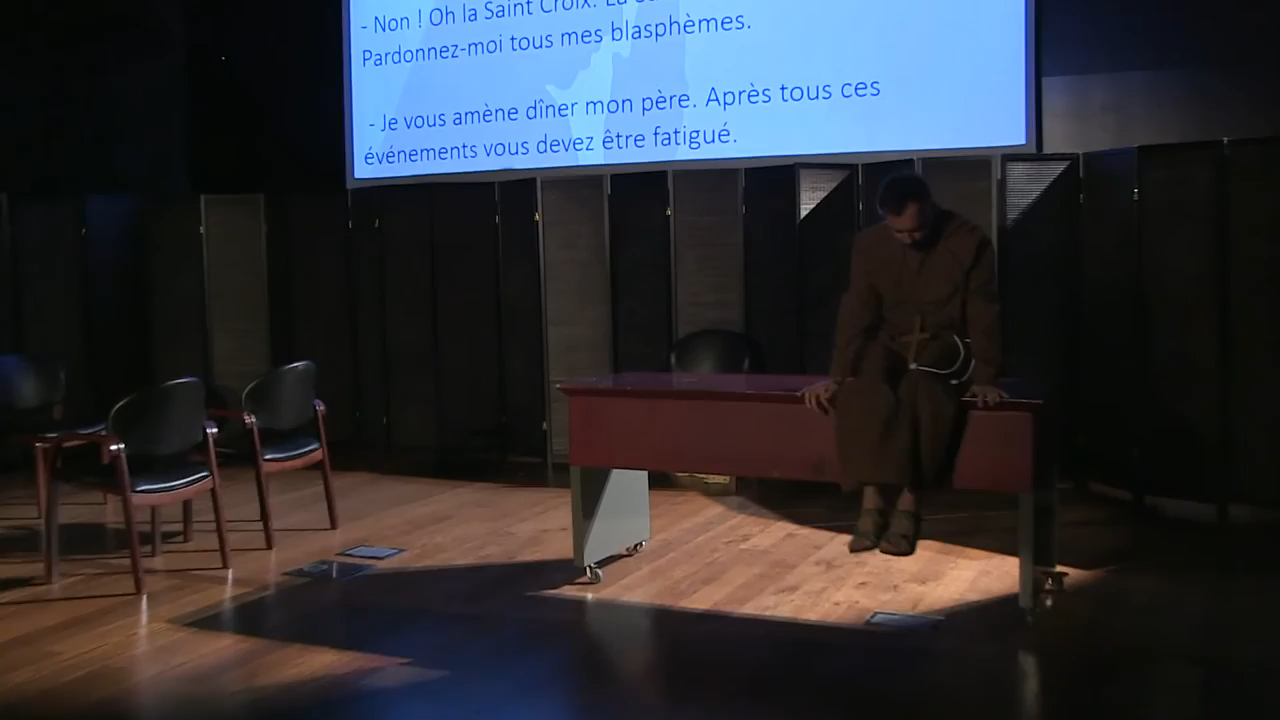 - Non ! Oh la Saint Croix. La
Pardonnez-moi tous mes blasphèmes.
- Je vous amène dîner mon père. Après tous ces
événements vous devez être fatigué.